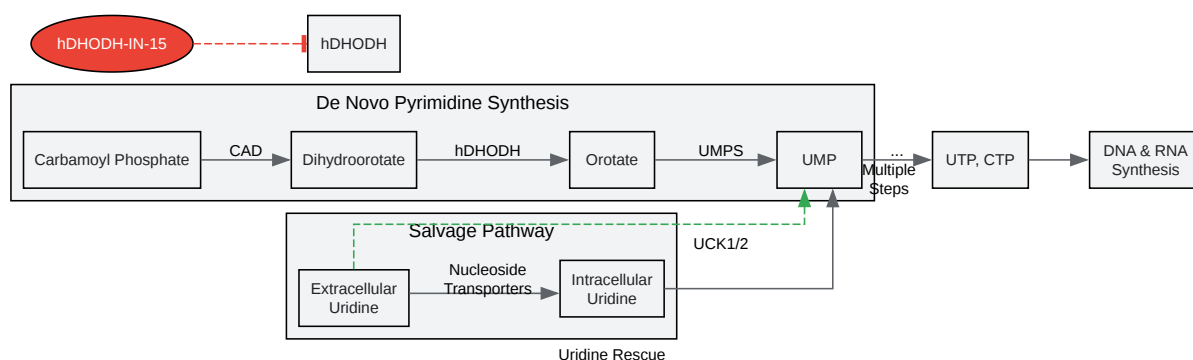 hDHODH-IN-15
hDHODH
De Novo Pyrimidine Synthesis
Carbamoyl Phosphate
CAD
Dihydroorotate
hDHODH
Orotate
UMPS
UMP
...
Multiple
Steps
UTP, CTP
DNA & RNA
Synthesis
Salvage Pathway
UCK1/2
Extracellular
Uridine
Nucleoside
Transporters
Intracellular
Uridine
Uridine Rescue